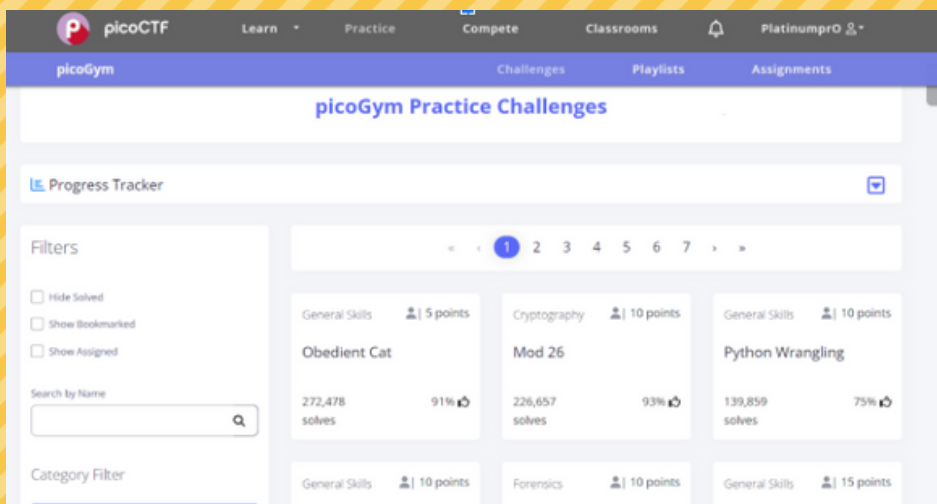 picoCTF Learn Practice Compete Classrooms PlatinumprO
picoGym Challenges Playlists Assignments
picoGym Practice Challenges
Progress Tracker
Filters
« ‹ 1 2 3 4 5 6 7 › »
Hide Solved
Show Bookmarked
Show Assigned
Search by Name
Category Filter
General Skills | 5 points
Obedient Cat
272,478 solves 91%
Cryptography | 10 points
Mod 26
226,657 solves 93%
General Skills | 10 points
Python Wrangling
139,859 solves 75%
General Skills | 10 points
Forensics | 10 points
General Skills | 15 points